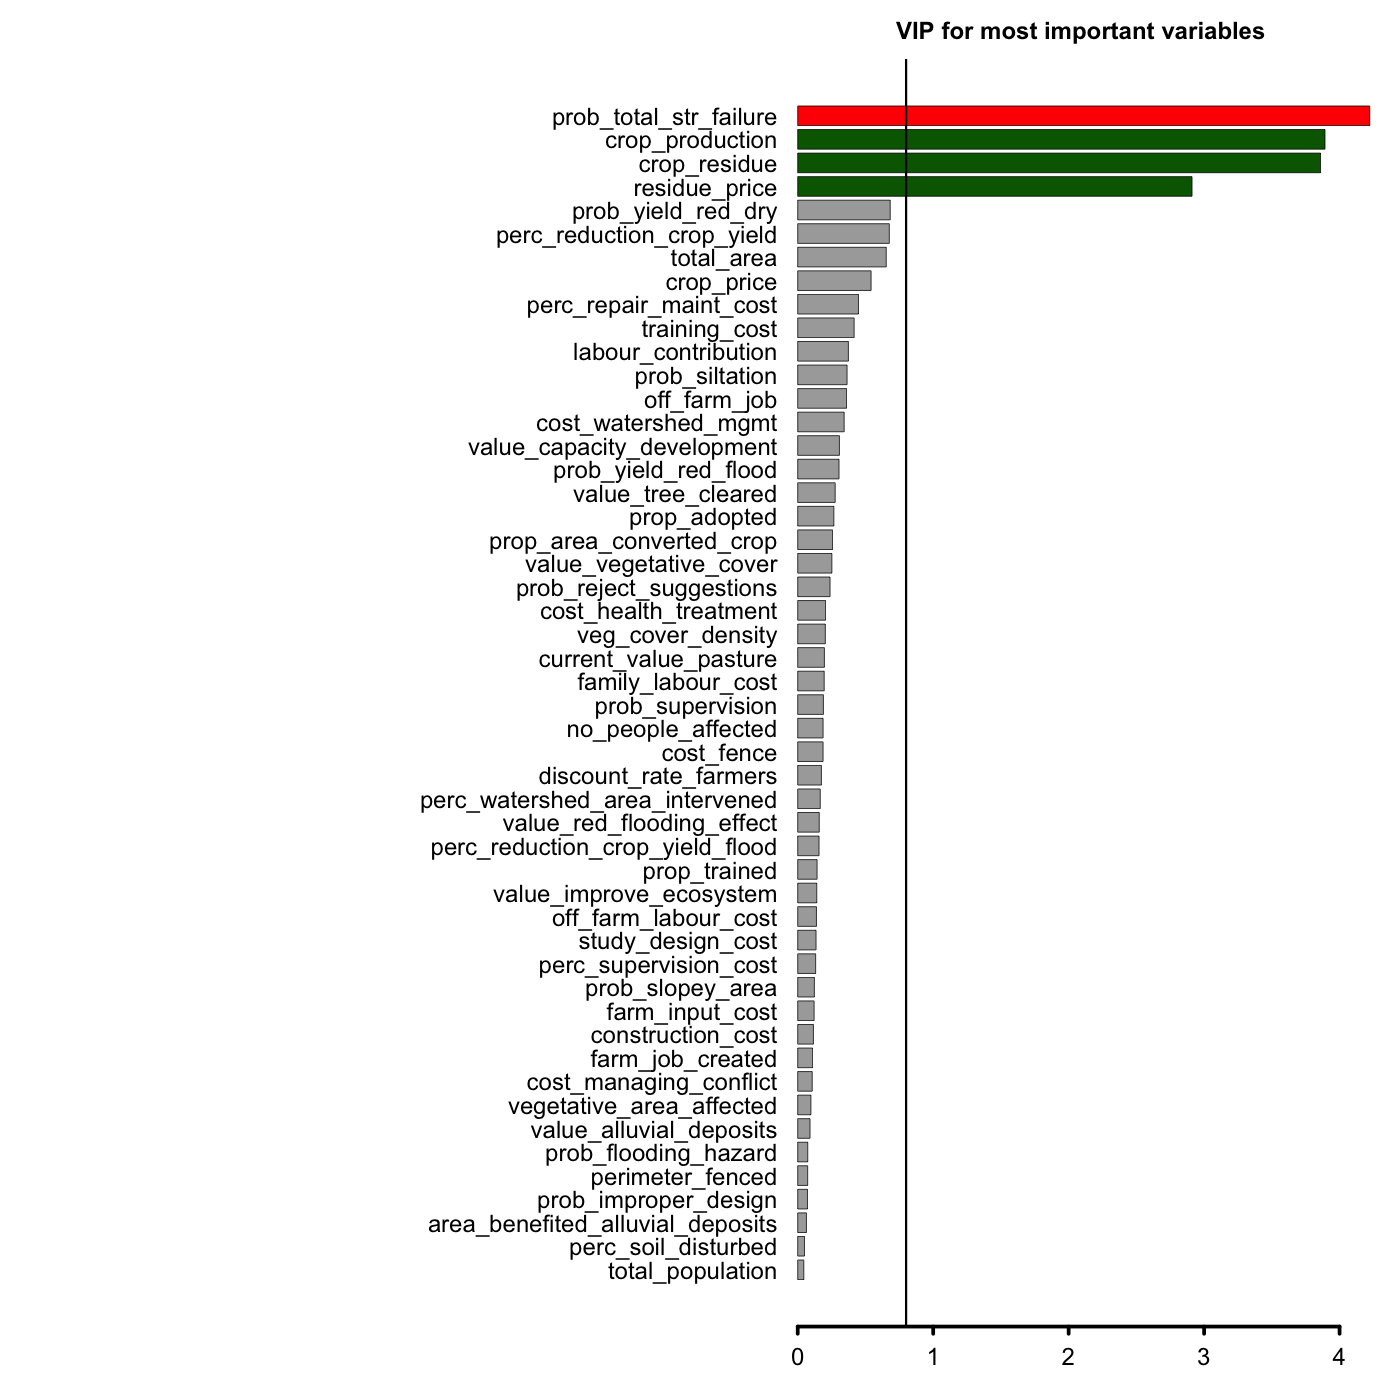 VIP for most important variables
prob_total_str_failure
crop_production
crop_residue
residue_price
prob_yield_red_dry
perc_reduction_crop_yield
total_area
crop_price
perc_repair_maint_cost
training_cost
labour_contribution
prob_siltation
off_farm_job
cost_watershed_mgmt
value_capacity_development
prob_yield_red_flood
value_tree_cleared
prop_adopted
prop_area_converted_crop
value_vegetative_cover
prob_reject_suggestions
cost_health_treatment
veg_cover_density
current_value_pasture
family_labour_cost
prob_supervision
no_people_affected
cost_fence
discount_rate_farmers
perc_watershed_area_intervened
value_red_flooding_effect
perc_reduction_crop_yield_flood
prop_trained
value_improve_ecosystem
off_farm_labour_cost
study_design_cost
perc_supervision_cost
prob_slopey_area
farm_input_cost
construction_cost
farm_job_created
cost_managing_conflict
vegetative_area_affected
value_alluvial_deposits
prob_flooding_hazard
perimeter_fenced
prob_improper_design
area_benefited_alluvial_deposits
perc_soil_disturbed
total_population
0 1 2 3 4